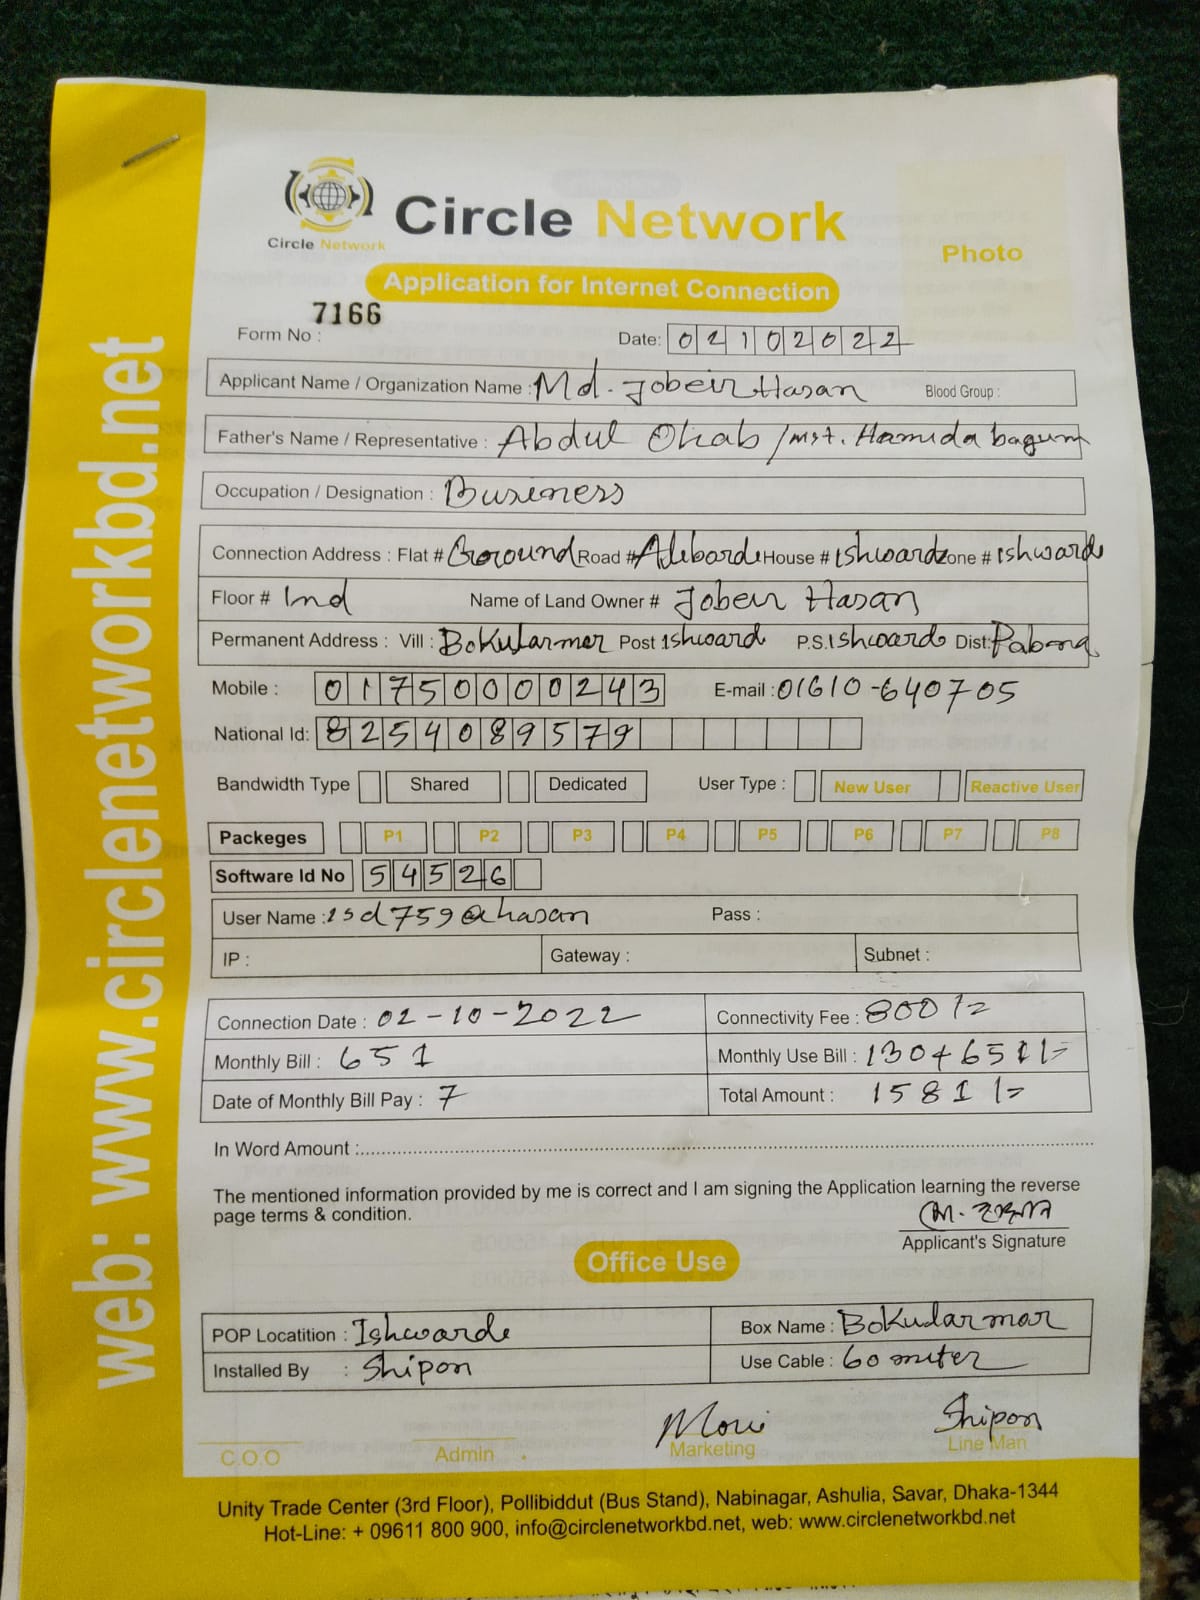 web: www.circlenetworkbd.net
Circle Network
Circle Network
Photo
Application for Internet Connection
Form No : 7166
Date: 02102022
Applicant Name / Organization Name : Md. Jobeir Hasan Blood Group :
Father's Name / Representative : Abdul Ohab / Mst. Hamida bagum
Occupation / Designation : Business
Connection Address : Flat # Groround Road # Alebarde House # Ishwarde Zone # Ishwarde
Floor # Ind Name of Land Owner # Jobeir Hasan
Permanent Address : Vill : Bokularmor Post Ishward P.S. Ishwarde Dist: Pabna
Mobile : 01750000243 E-mail : 01610-640705
National Id: 8254089579
Bandwidth Type Shared Dedicated User Type : New User Reactive User
Packeges P1 P2 P3 P4 P5 P6 P7 P8
Software Id No 54526
User Name : isd759@hasan Pass :
IP : Gateway : Subnet :
Connection Date : 02-10-2022 Connectivity Fee : 800/=
Monthly Bill : 651 Monthly Use Bill : 130+651/=
Date of Monthly Bill Pay : 7 Total Amount : 1581/=
In Word Amount :
The mentioned information provided by me is correct and I am signing the Application learning the reverse
page terms & condition.
Applicant's Signature
Office Use
POP Locatition : Ishwarde Box Name : Bokularmor
Installed By : Shipon Use Cable : 60 miter
Shipon
C.O.O Admin Marketing Line Man
Unity Trade Center (3rd Floor), Pollibiddut (Bus Stand), Nabinagar, Ashulia, Savar, Dhaka-1344
Hot-Line: + 09611 800 900, info@circlenetworkbd.net, web: www.circlenetworkbd.net